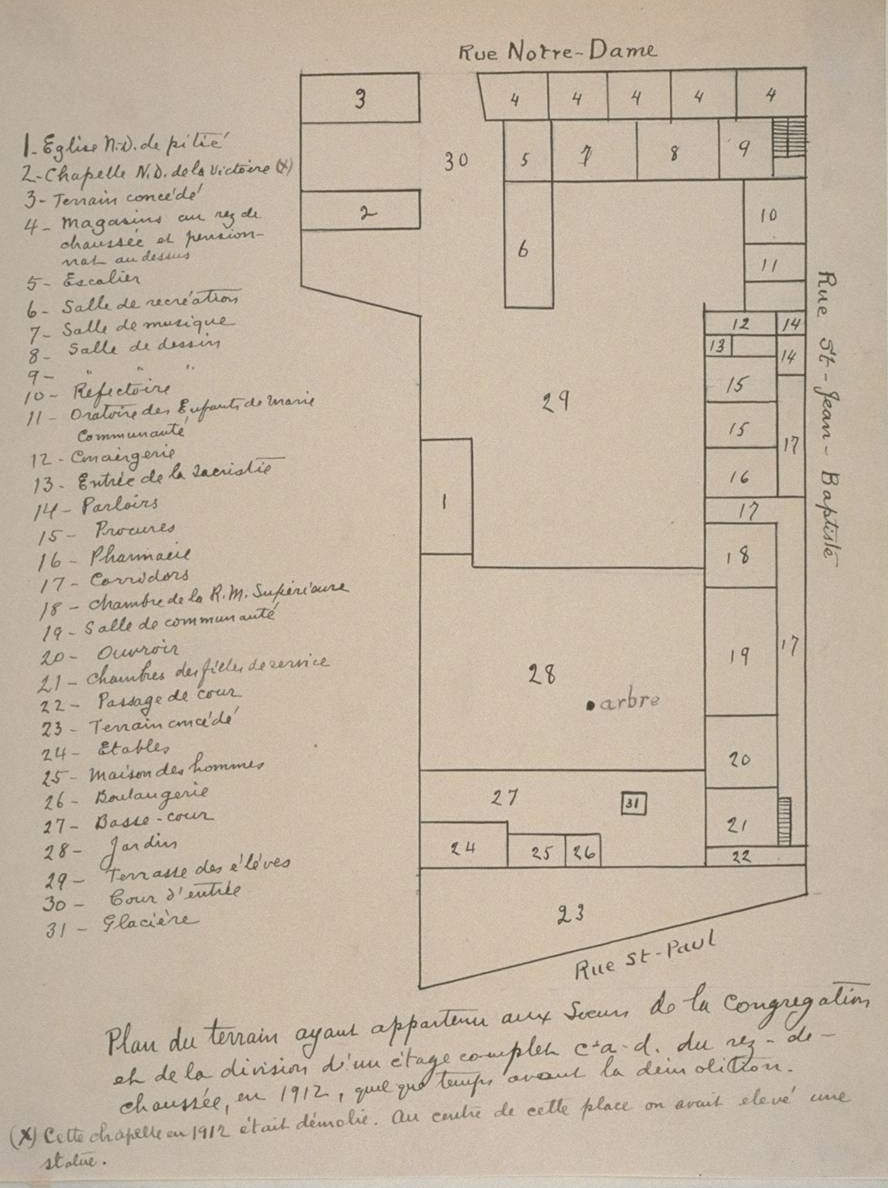 Rue Notre-Dame
3 4 4 4 4 4
30 5 7 8 9
2 6 10
11
12 14
13 14
29 15
15 17
16
1 17
18
28 19 17
arbre
20
27 31
21
24 25 26 22
23
Rue St-Jean-Baptiste
Rue St-Paul
1- Eglise N.D. de pitié
2- Chapelle N.D. de la Victoire (x)
3- Terrain concédé
4- Magasins au rez de
chaussée et pension-
nat au dessus
5- Escalier
6- Salle de recréation
7- Salle de musique
8- Salle de dessin
9- " " "
10- Réfectoire
11- Oratoire des Enfants de Marie
Communauté
12- Conciergerie
13- Entrée de la Sacristie
14- Parloirs
15- Procures
16- Pharmacie
17- Corridors
18- Chambre de la R.M. Supérieure
19- Salle de communauté
20- Ouvroir
21- Chambres des filles de service
22- Passage de cour
23- Terrain concédé
24- Etables
25- Maison des hommes
26- Boulangerie
27- Basse-cour
28- Jardin
29- Terrasse des élèves
30- Cour d'entrée
31- Glacière
Plan du terrain ayant appartenu aux Sœurs de la Congregation
et de la division d'un étage complet c-a-d. du rez-de-
chaussée, en 1912, quelque temps avant la démolition.
(X) Cette chapelle en 1912 était démolie. Au centre de cette place on avait elevé une
statue.